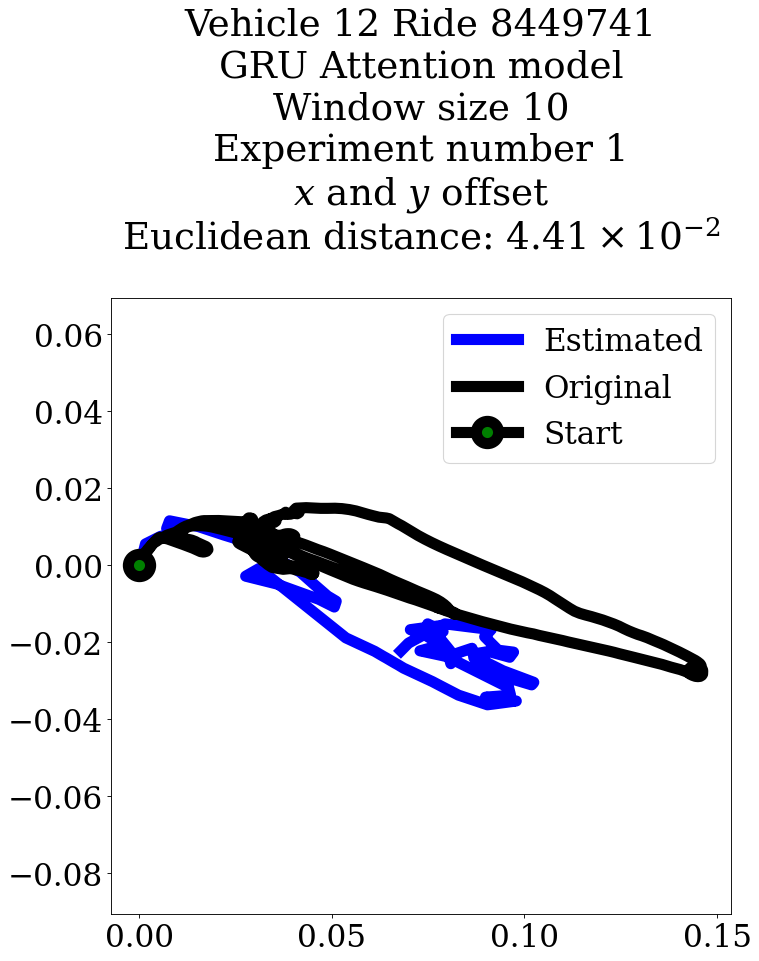 Vehicle 12 Ride 8449741
GRU Attention model
Window size 10
Experiment number 1
x and y offset
Euclidean distance: 4.41 × 10⁻²
Estimated
Original
Start
0.06
0.04
0.02
0.00
−0.02
−0.04
−0.06
−0.08
0.00 0.05 0.10 0.15